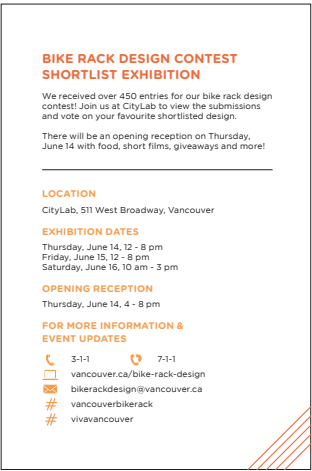 BIKE RACK DESIGN CONTEST
SHORTLIST EXHIBITION
We received over 450 entries for our bike rack design
contest! Join us at CityLab to view the submissions
and vote on your favourite shortlisted design.
There will be an opening reception on Thursday,
June 14 with food, short films, giveaways and more!
LOCATION
CityLab, 511 West Broadway, Vancouver
EXHIBITION DATES
Thursday, June 14, 12 - 8 pm
Friday, June 15, 12 - 8 pm
Saturday, June 16, 10 am - 3 pm
OPENING RECEPTION
Thursday, June 14, 4 - 8 pm
FOR MORE INFORMATION &
EVENT UPDATES
3-1-1 7-1-1
vancouver.ca/bike-rack-design
bikerackdesign@vancouver.ca
# vancouverbikerack
# vivavancouver